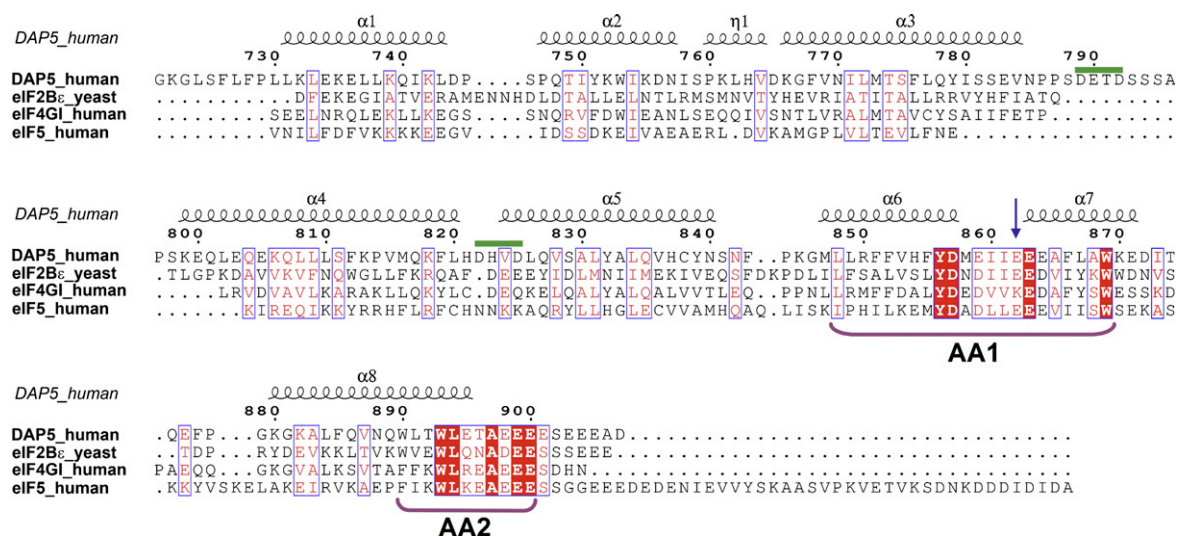 α1 α2 η1 α3
DAP5_human
730 740 750 760 770 780 790
DAP5_human GKGLSFLFPLLKLEKELLKQIKLDP....SPQTIYKWIKDNISPKLHVDKGFVNILMTSFLQYISSEVNPPSDETDSSSA
eIF2Bε_yeast ...........DFEKEGIATVERAMENNHDLDTALLELNTLRMSMNVTYHEVRIATITALLRRVYHFIATQ.........
eIF4GI_human .........SEELNRQLEKLLKEGS....NQRVFDWIEANLSEQQIVSNTLVRALMTAVCYSAIIFETP..........
eIF5_human .........VNILFDFVKKKKEEGV....IDSSDKEIVAEAERL.DVKAMGPLVLTEVLFNE.................
α4 α5 α6 α7
DAP5_human
800 810 820 830 840 850 860 870
DAP5_human PSKEQLEQEKQLLLSFKPVMQKFLHDHVDLQVSALYALQVHCYNSNF..PKGMLLRFFVHFYDMEIIEEEAFLAWKEDIT
eIF2Bε_yeast .TLGPKDAVVKVFNQWGLLFKRQAF.DEEEYIDLMNIIMEKIVEQSFDKPDLILFSALVSLYDNDIIEEDVIYKWWDNVS
eIF4GI_human ....LRVDVAVLKARAKLLQKYLC.DEQKELQALYALQALVVTLEQ..PPNLLRMFFDALYDEDVVKEDAFYSWESSKD
eIF5_human .......KIREQIKKYRRHFLRFCHNNKKAQRYLLHGLECVVAMHQAQ.LISKIPHILKEMYDADLLEEEVIISWSEKAS
AA1
α8
DAP5_human
880 890 900
DAP5_human .QEFP...GKGKALFQVNQWLTWLETAEEEESEEEAD...................................
eIF2Bε_yeast .TDP...RYDEVKKLTVKWVEWLQNADEESSSEEE....................................
eIF4GI_human PAEQQ...GKGVALKSVTAFFKWLREAEEESDHN......................................
eIF5_human .KKYVSKELAKEIRVKAEPFIKWLKEAEEESSGGEEEDEDENIEVVYSKAASVPKVETVKSDNKDDDIDIDA
AA2